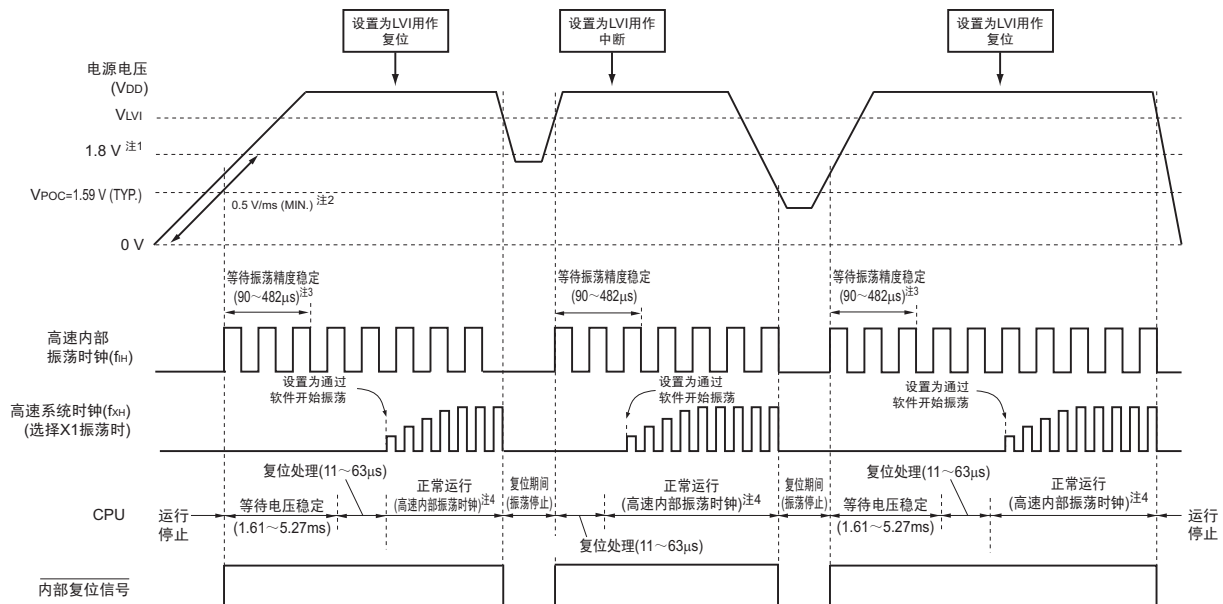 设置为LVI用作
复位
设置为LVI用作
中断
设置为LVI用作
复位
电源电压
(VDD)
VLVI
1.8 V 注1
VPOC=1.59 V (TYP.)
0.5 V/ms (MIN.) 注2
0 V
等待振荡精度稳定
(90～482μs)注3
等待振荡精度稳定
(90～482μs)
等待振荡精度稳定
(90～482μs)注3
高速内部
振荡时钟(fIH)
设置为通过
软件开始振荡
设置为通过
软件开始振荡
设置为通过
软件开始振荡
高速系统时钟(fXH)
(选择X1振荡时)
复位处理(11～63μs)
复位处理(11～63μs)
CPU
运行
停止
等待电压稳定
(1.61～5.27ms)
正常运行
(高速内部振荡时钟)注4
复位期间
(振荡停止)
复位处理(11～63μs)
正常运行
(高速内部振荡时钟)注4
复位期间
(振荡停止)
等待电压稳定
(1.61～5.27ms)
正常运行
(高速内部振荡时钟)注4
运行
停止
内部复位信号